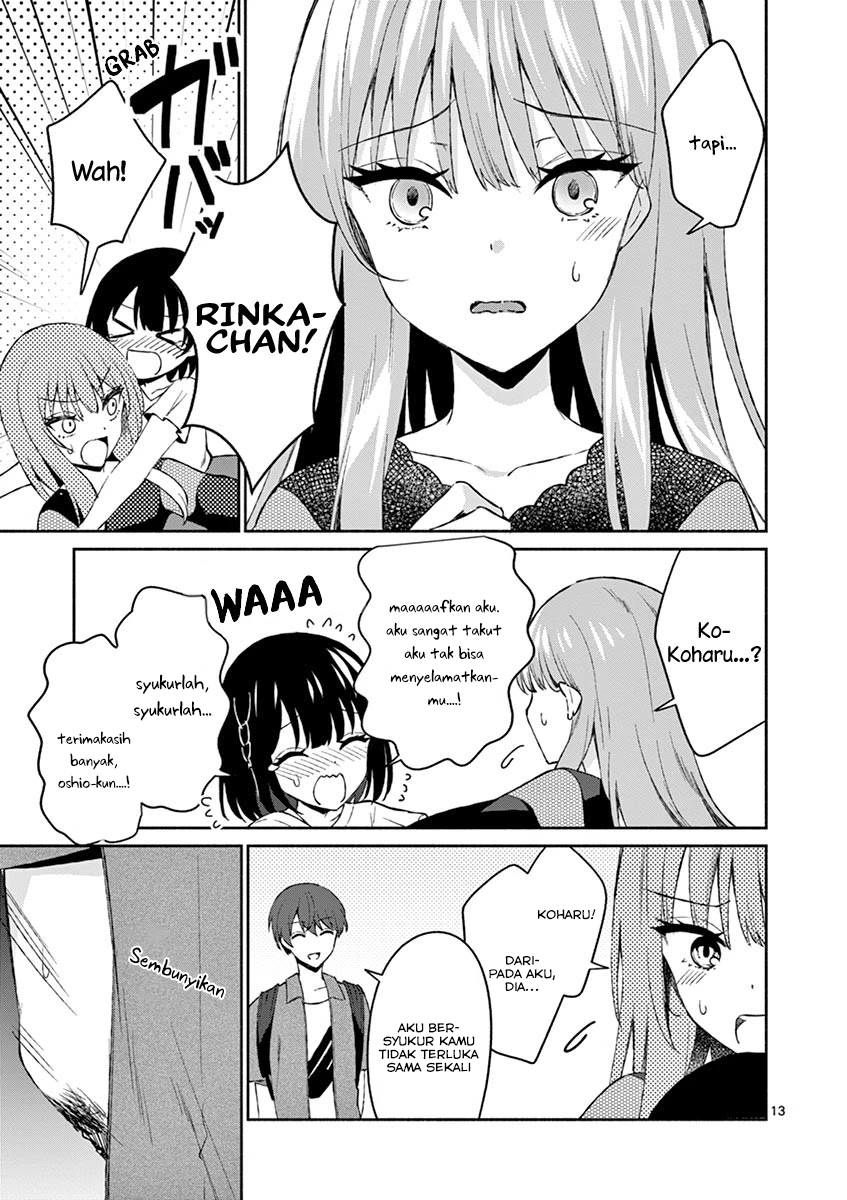 tapi...
RINKA-
CHAN!
GRAB
ガバッ
Wah!
Ko-
Koharu...?
maaaaafkan aku.
aku sangat takut
aku tak bisa
menyelamatkan-
mu....!
WAAA
syukurlah,
syukurlah...
terimakasih
banyak,
oshio-kun....!
KOHARU!
DARI-
PADA AKU,
DIA...
AKU BER-
SYUKUR KAMU
TIDAK TERLUKA
SAMA SEKALI
Sembunyikan
13